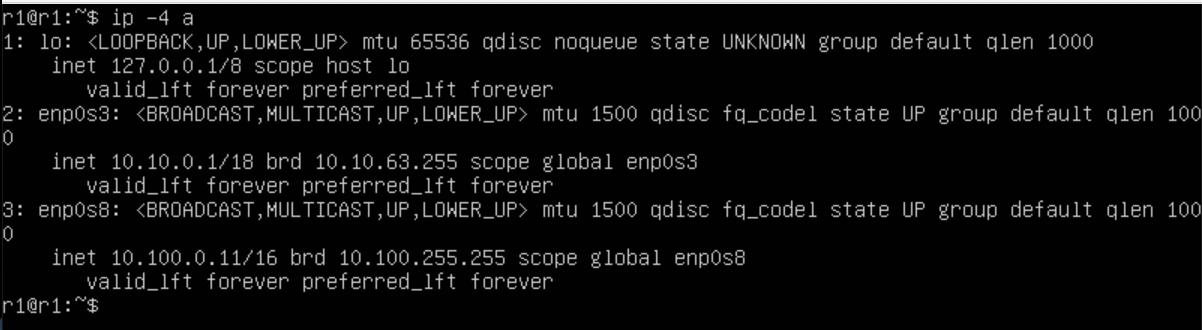 r1@r1:~$ ip -4 a
1: lo: <LOOPBACK,UP,LOWER_UP> mtu 65536 qdisc noqueue state UNKNOWN group default qlen 1000
    inet 127.0.0.1/8 scope host lo
       valid_lft forever preferred_lft forever
2: enp0s3: <BROADCAST,MULTICAST,UP,LOWER_UP> mtu 1500 qdisc fq_codel state UP group default qlen 100
0
    inet 10.10.0.1/18 brd 10.10.63.255 scope global enp0s3
       valid_lft forever preferred_lft forever
3: enp0s8: <BROADCAST,MULTICAST,UP,LOWER_UP> mtu 1500 qdisc fq_codel state UP group default qlen 100
0
    inet 10.100.0.11/16 brd 10.100.255.255 scope global enp0s8
       valid_lft forever preferred_lft forever
r1@r1:~$